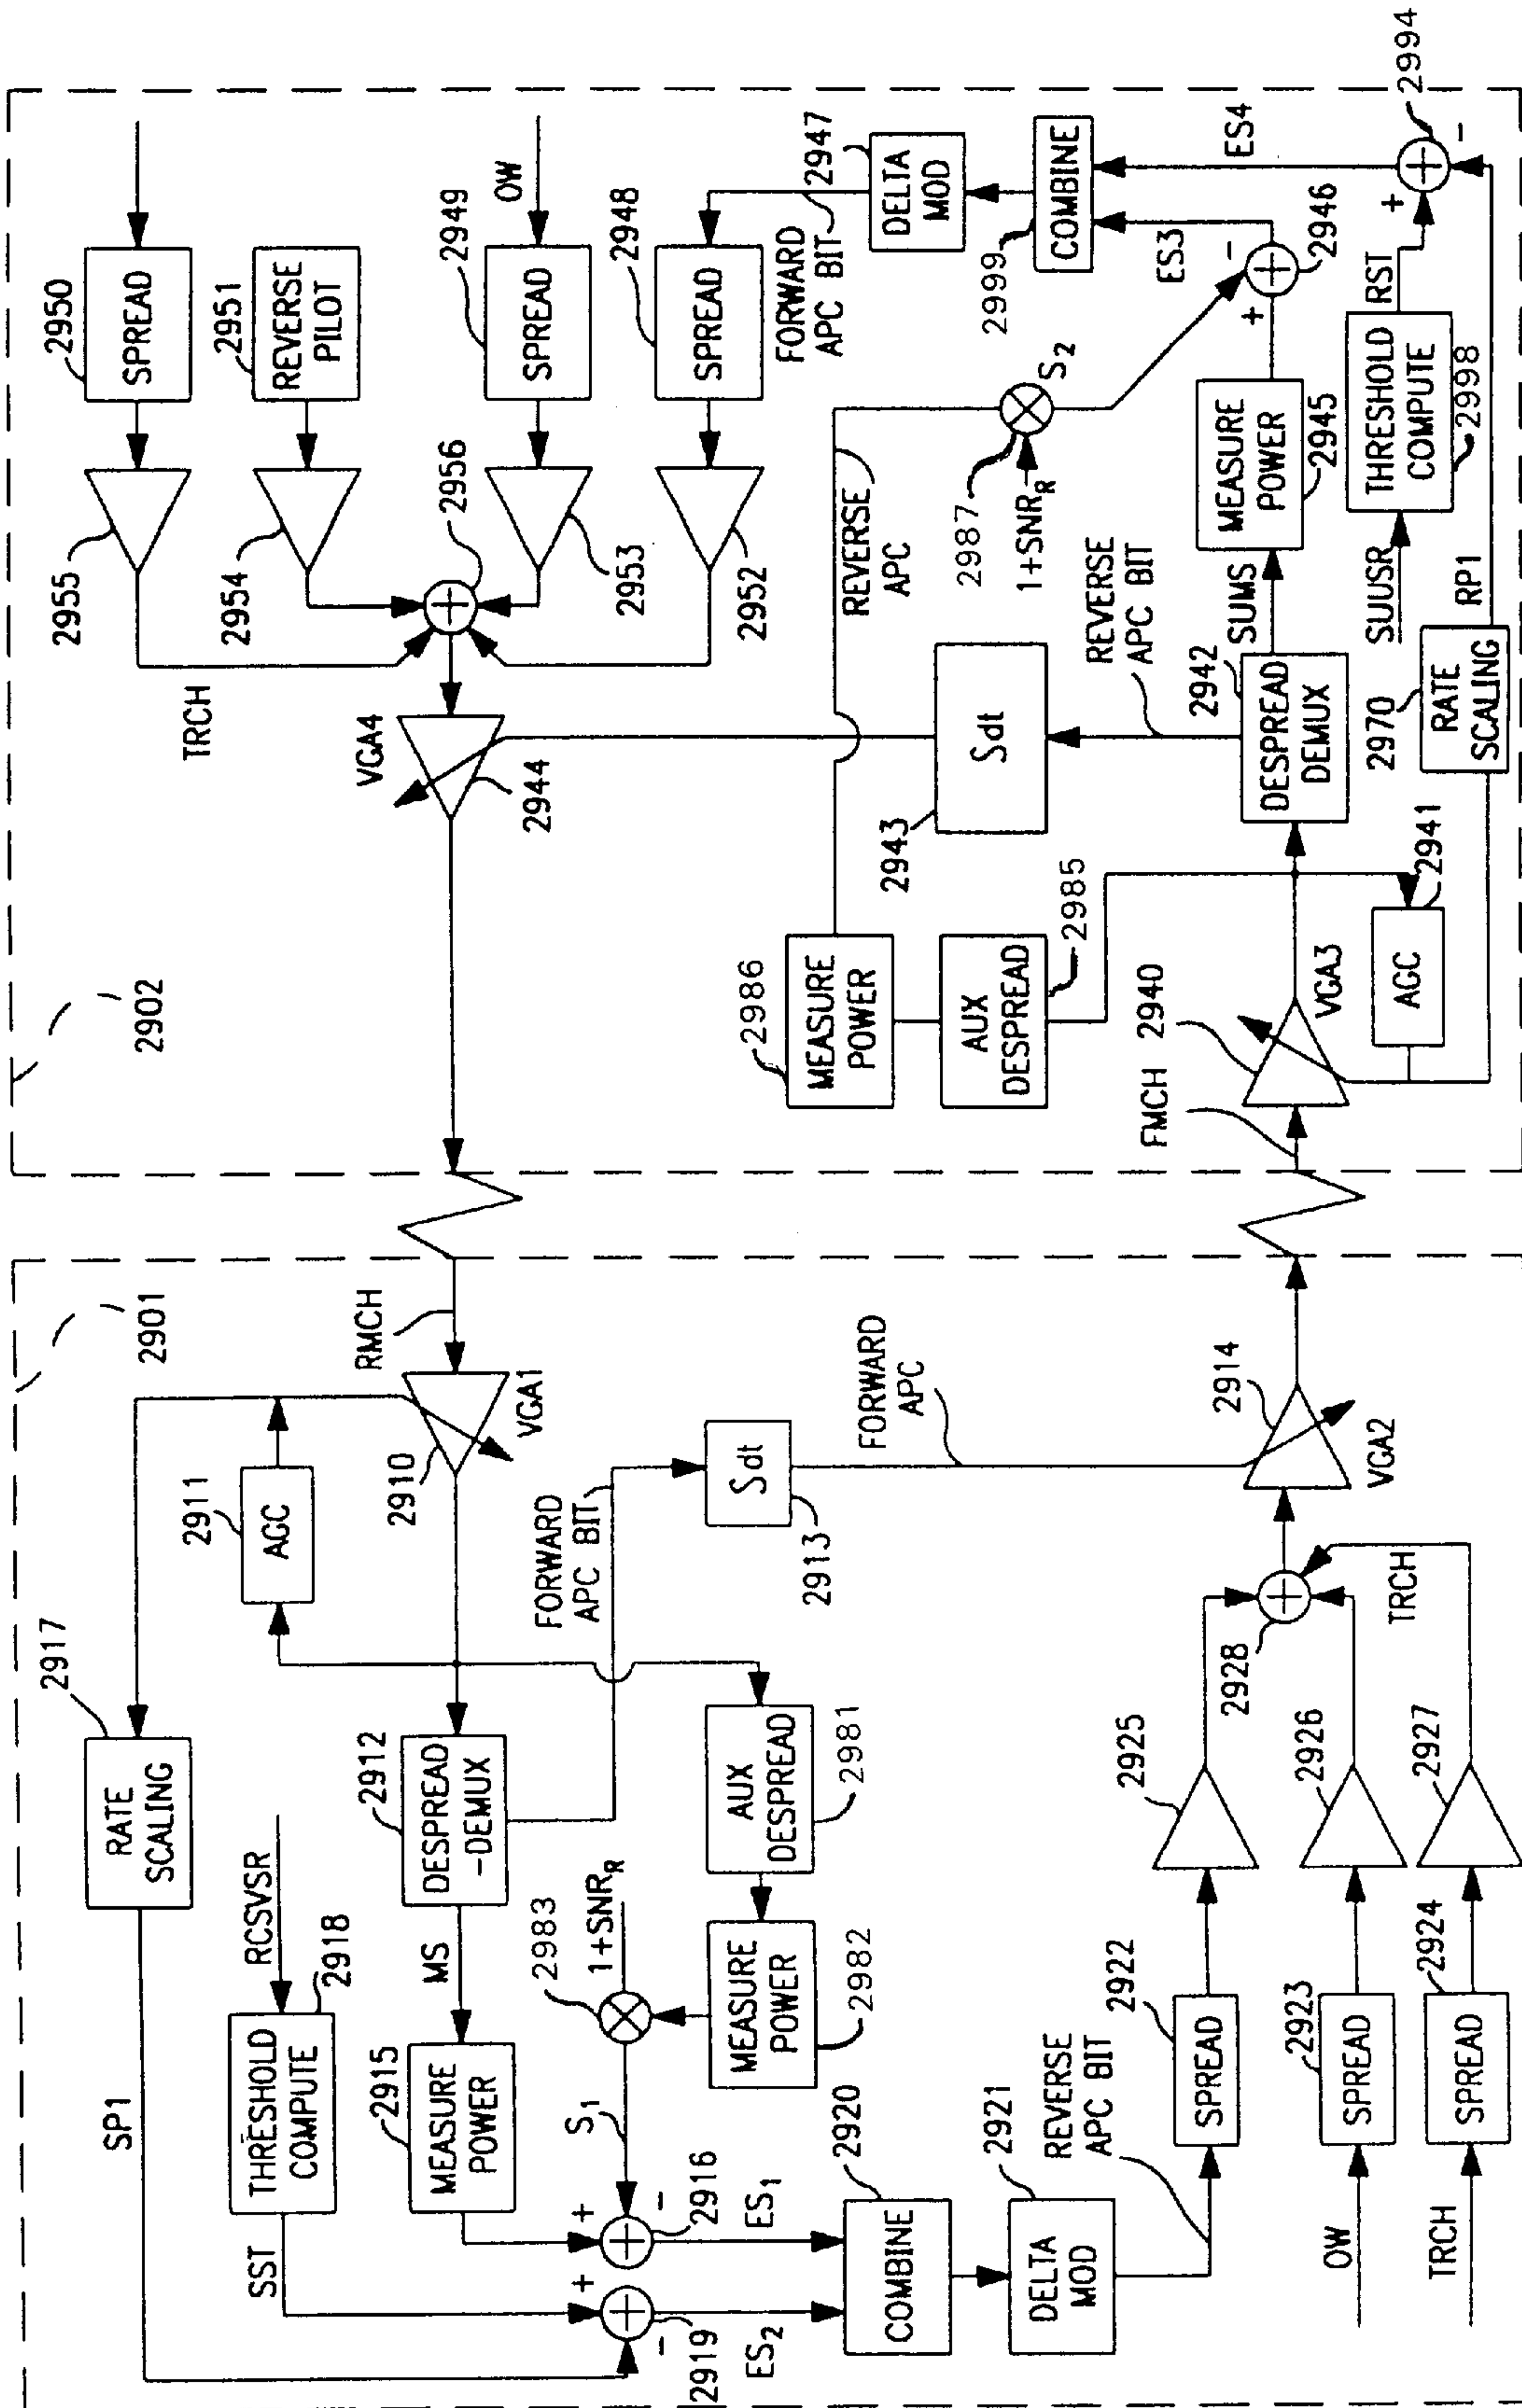 2901
2917
RATE
SCALING
SP1
2911
AGC
RMCH
2910
VGA1
RCSVSR
2918
THRESHOLD
COMPUTE
SST
2912
DESPREAD
-DEMUX
MS
2915
MEASURE
POWER
FORWARD
APC BIT
∫dt
2913
FORWARD
APC
AUX
DESPREAD
2981
2983
1+SNRR
MEASURE
POWER
2982
S1
+
-
2916
+
-
2919
ES1
ES2
2920
COMBINE
2921
DELTA
MOD
REVERSE
APC BIT
2922
SPREAD
2925
2923
SPREAD
OW
2926
2924
SPREAD
TRCH
2927
TRCH
2928
2914
VGA2
2902
2950
SPREAD
2955
2951
REVERSE
PILOT
2954
2949
SPREAD
OW
2953
2948
SPREAD
2952
2956
TRCH
VGA4
2944
FORWARD
APC BIT
2947
DELTA
MOD
2999
COMBINE
ES3
ES4
REVERSE
APC
2987
1+SNRR
S2
+
-
2946
2943
∫dt
REVERSE
APC BIT
2986
MEASURE
POWER
AUX
DESPREAD
2985
2942
DESPREAD
DEMUX
SUMS
MEASURE
POWER
2945
THRESHOLD
COMPUTE
2998
SUUSR
RST
+
-
2994
FMCH
2940
VGA3
AGC
2941
2970
RATE
SCALING
RP1